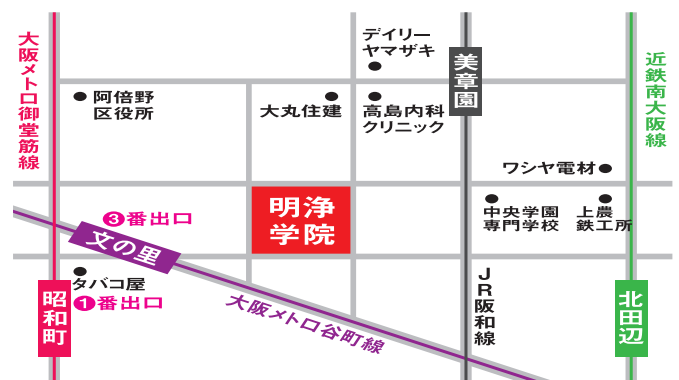 大阪メトロ御堂筋線
デイリー
ヤマザキ
美章園
近鉄南大阪線
阿倍野
区役所
大丸住建
高島内科
クリニック
ワシヤ電材
③番出口
明浄
学院
中央学園
専門学校
上農
鉄工所
文の里
タバコ屋
①番出口
昭和町
大阪メトロ谷町線
JR阪和線
北田辺